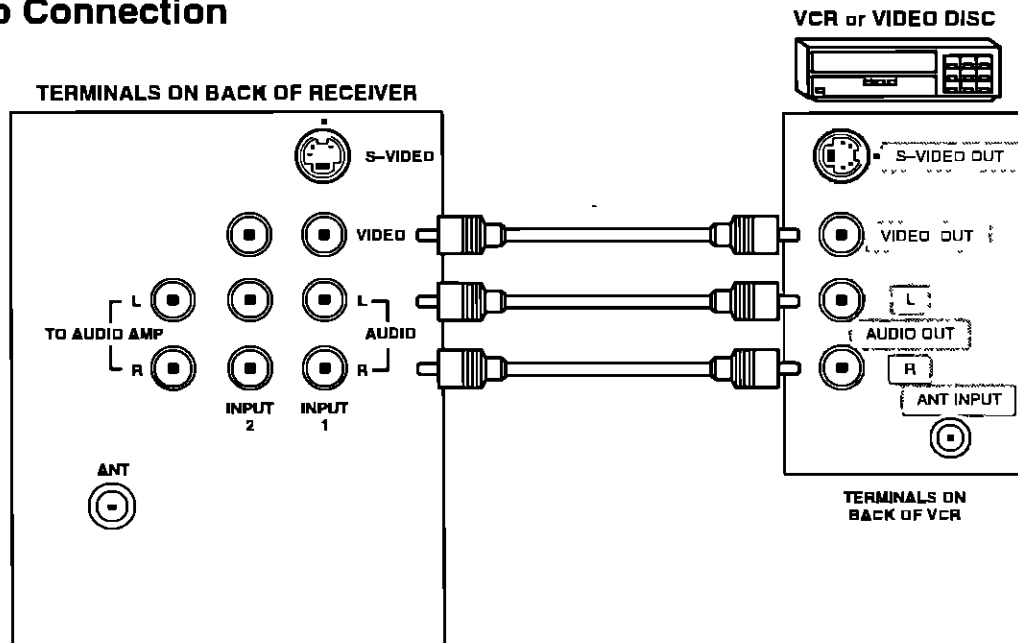 Connection
VCR or VIDEO DISC
TERMINALS ON BACK OF RECEIVER
S–VIDEO
S–VIDEO OUT
VIDEO
VIDEO OUT
L
L
L
TO AUDIO AMP
AUDIO
AUDIO OUT
R
R
R
INPUT
2
INPUT
1
ANT INPUT
ANT
TERMINALS ON
BACK OF VCR